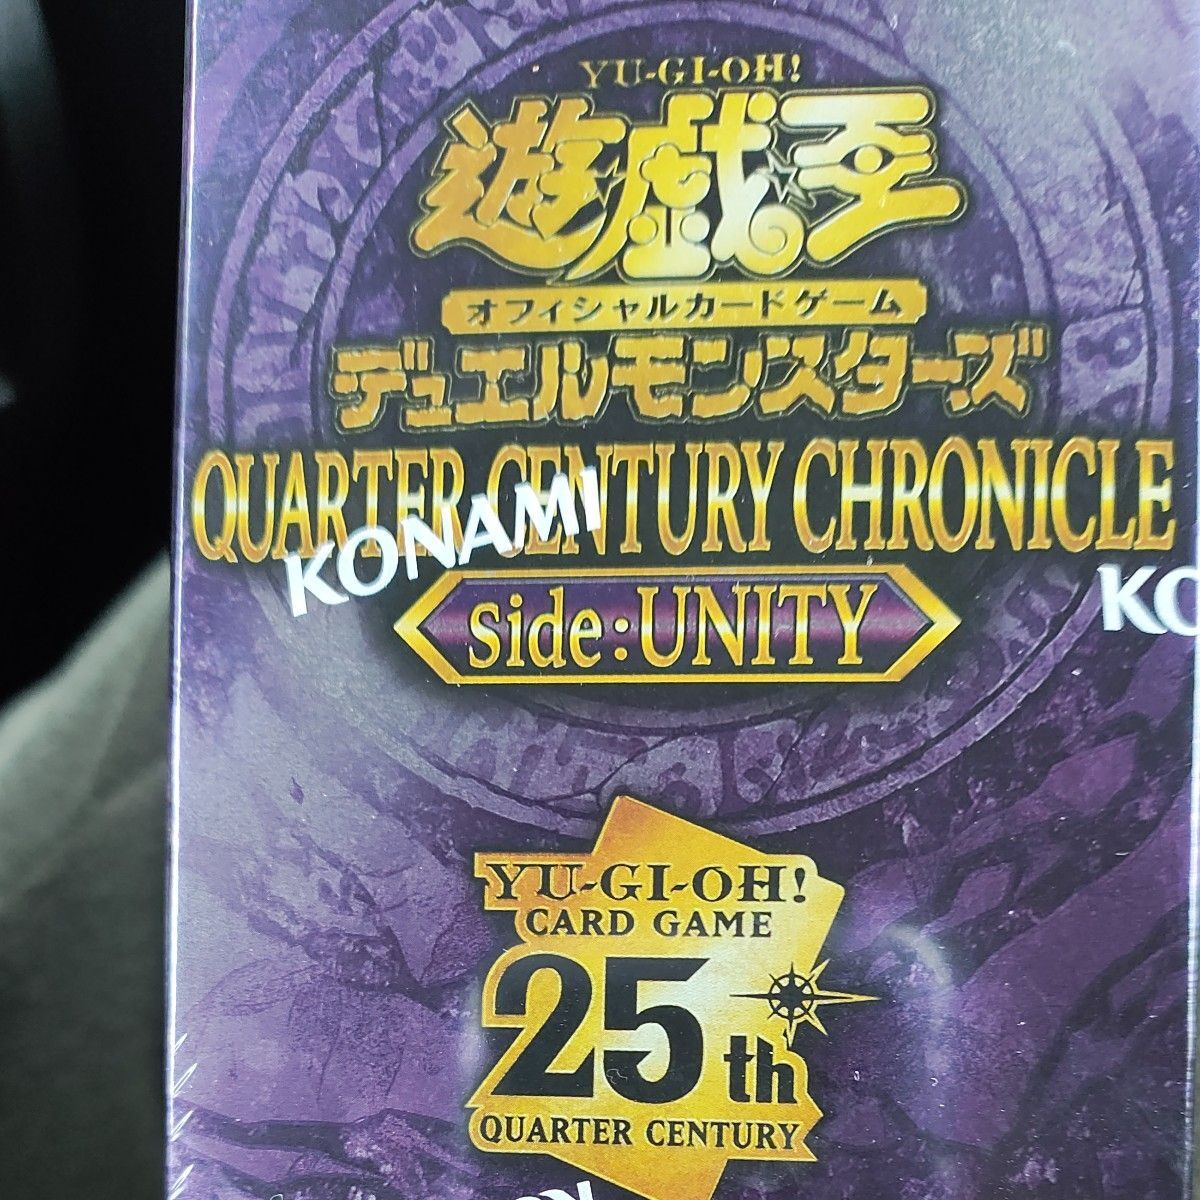 YU-GI-OH!
遊☆戯☆王
オフィシャルカードゲーム
デュエルモンスターズ
QUARTER CENTURY CHRONICLE
KONAMI
side:UNITY
YU-GI-OH!
CARD GAME
25th
QUARTER CENTURY